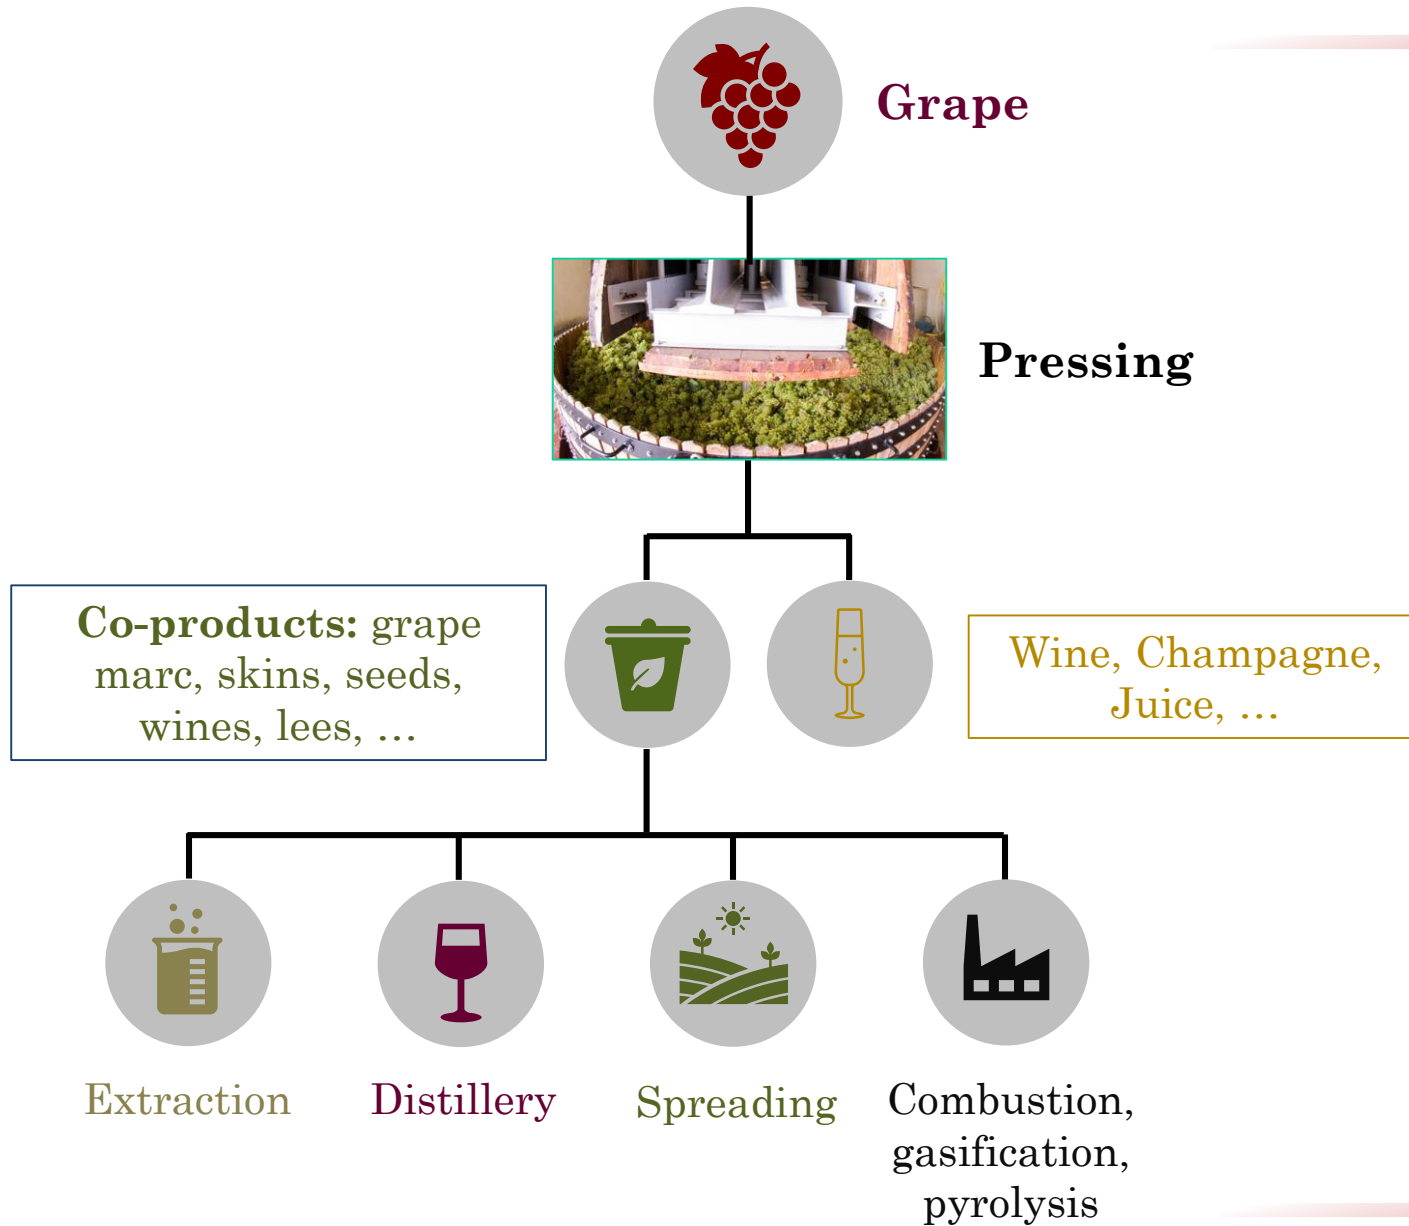 Grape
Pressing
Co-products: grape
marc, skins, seeds,
wines, lees, …
Wine, Champagne,
Juice, …
Extraction
Distillery
Spreading
Combustion,
gasification,
pyrolysis